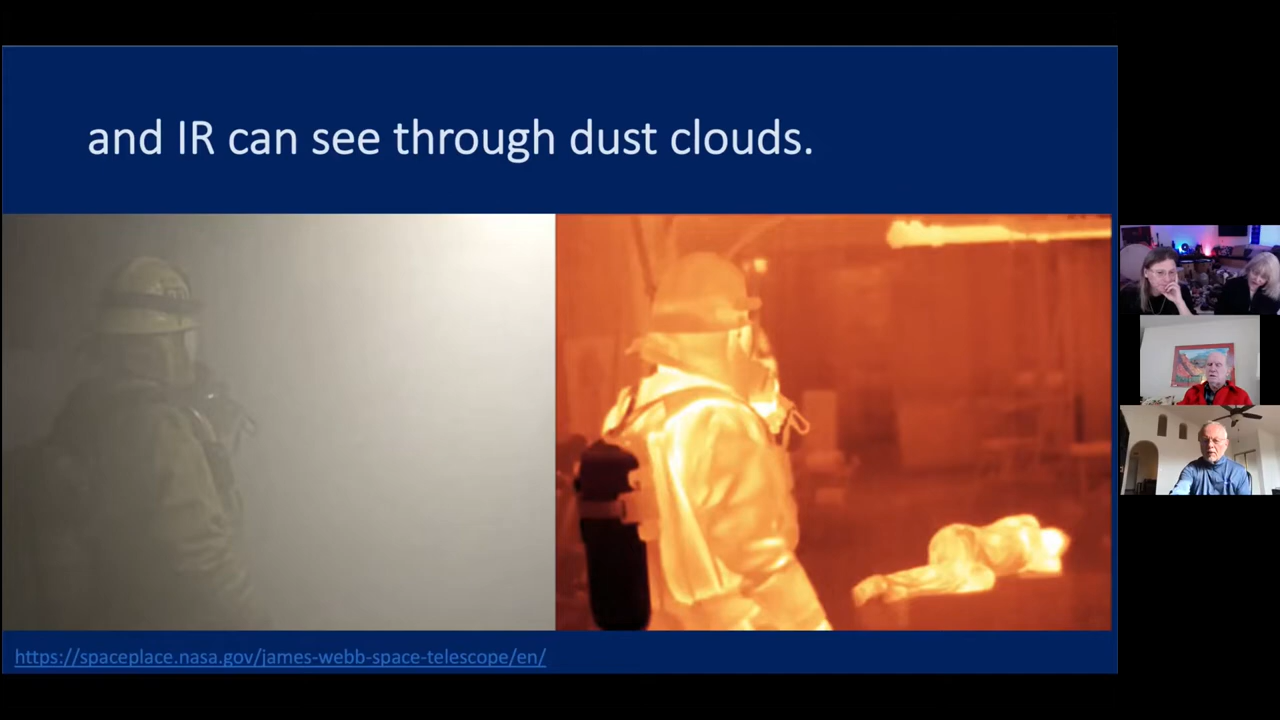 and IR can see through dust clouds.
https://spaceplace.nasa.gov/james-webb-space-telescope/en/